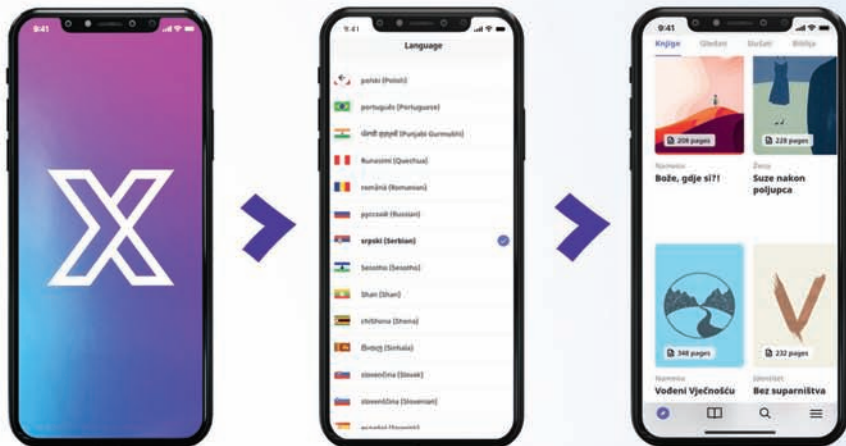 9:41
X
9:41
Language
polski (Polish)
português (Portuguese)
ਪੰਜਾਬੀ ਗੁਰਮੁਖੀ (Punjabi Gurmukhi)
Runasimi (Quechua)
română (Romanian)
русский (Russian)
srpski (Serbian)
Sesotho (Sesotho)
Shan (Shan)
chiShona (Shona)
සිංහල (Sinhala)
slovenčina (Slovak)
slovenščina (Slovenian)
9:41
Knjige Gledati Slušati Biblija
208 pages
228 pages
Bože, gdje si?!
Suze nakon
poljupca
348 pages
232 pages
Identitet
Vođeni Vječnošću
Bez suparništva